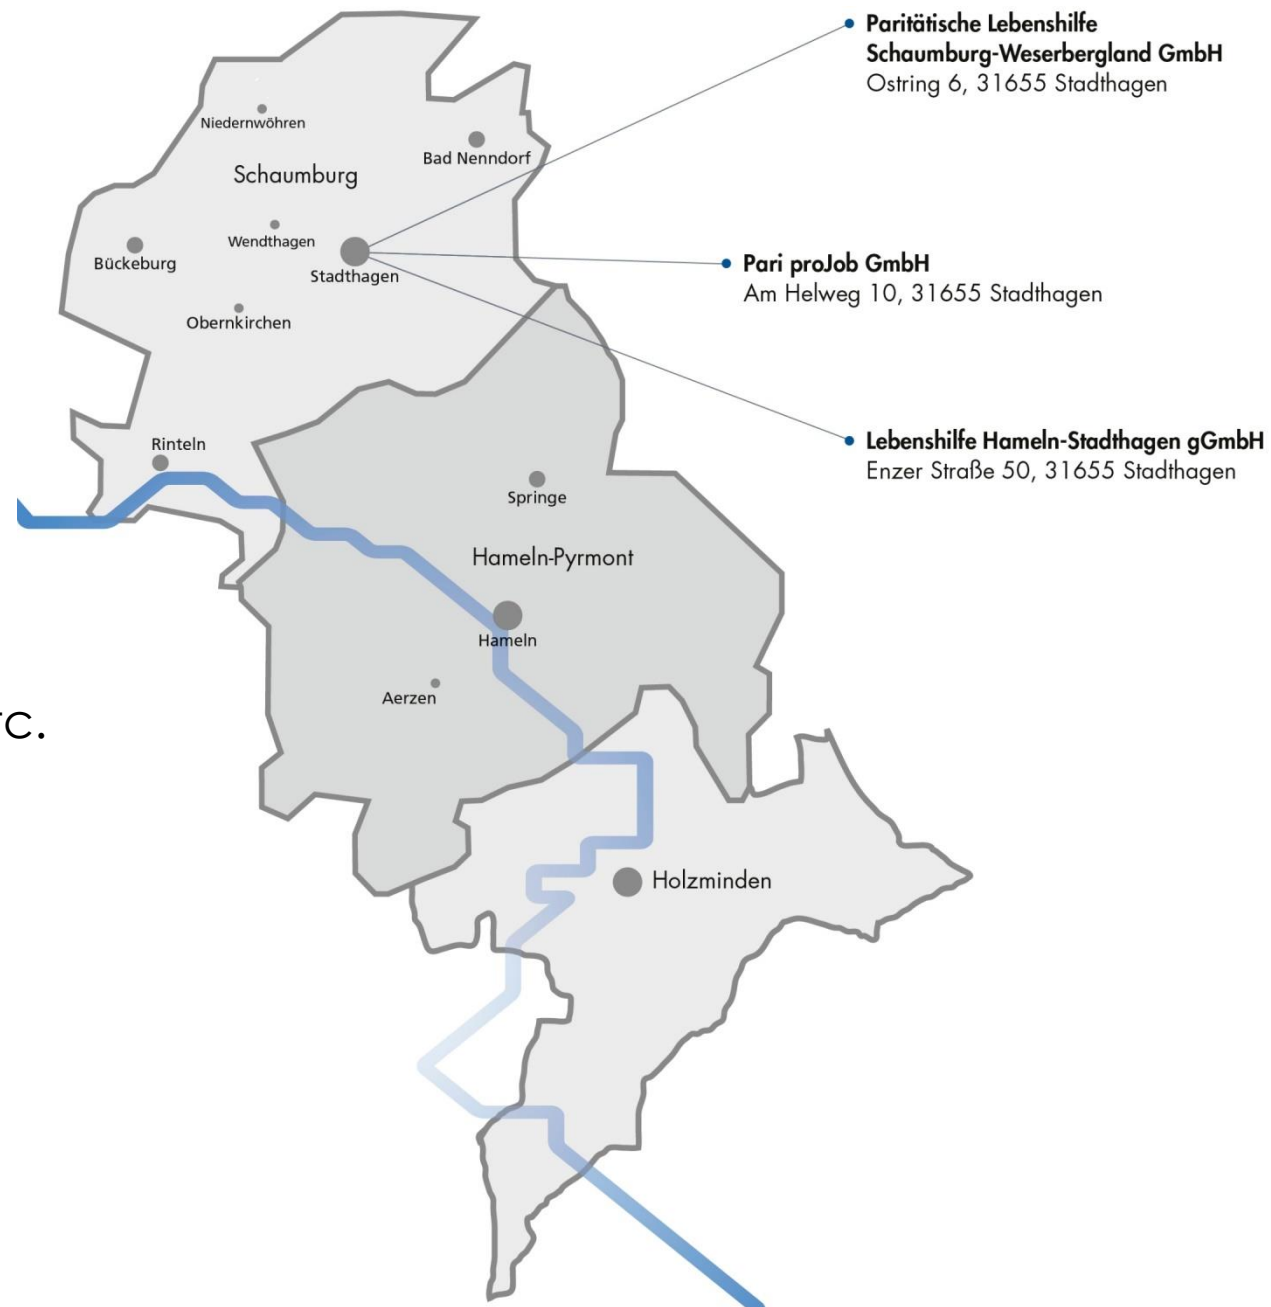 Paritätische Lebenshilfe
Schaumburg-Weserbergland GmbH
Ostring 6, 31655 Stadthagen
Niedernwöhren
Bad Nenndorf
Schaumburg
Wendthagen
Bückeburg
Stadthagen
Pari proJob GmbH
Am Helweg 10, 31655 Stadthagen
Obernkirchen
Rinteln
Lebenshilfe Hameln-Stadthagen gGmbH
Enzer Straße 50, 31655 Stadthagen
Springe
Hameln-Pyrmont
Hameln
Aerzen
Holzminden